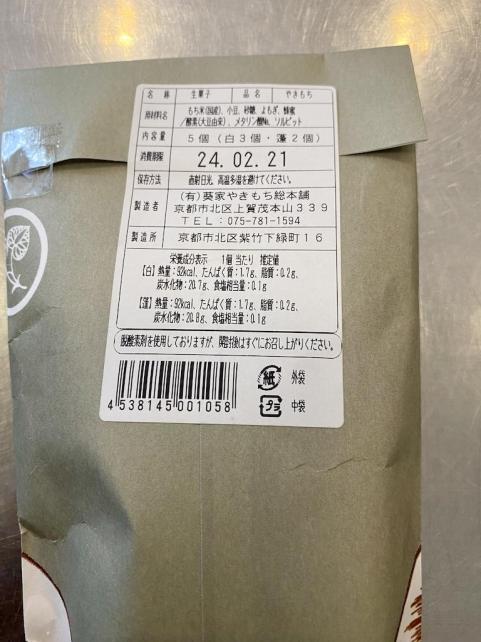 名称 生菓子 品名 やきもち
原材料名 もち米(国産)、小豆、砂糖、よもぎ、蜂蜜
/酵素(大豆由来)、メタリン酸Na、ソルビット
内容量 5個(白3個・蓬2個)
消費期限 24.02.21
保存方法 直射日光、高温多湿を避けてください。
製造者 (有)葵家やきもち総本舗
京都市北区上賀茂本山339
TEL:075-781-1594
製造所 京都市北区紫竹下緑町16
栄養成分表示 1個当たり 推定値
【白】熱量:92kcal、たんぱく質:1.7g、脂質:0.2g、
炭水化物:20.7g、食塩相当量:0.1g
【蓬】熱量:92kcal、たんぱく質:1.7g、脂質:0.2g、
炭水化物:20.8g、食塩相当量:0.1g
脱酸素剤を使用しておりますが、開封後はすぐにお召し上がりください。
紙 外袋
プラ 中袋
4 538145 001058